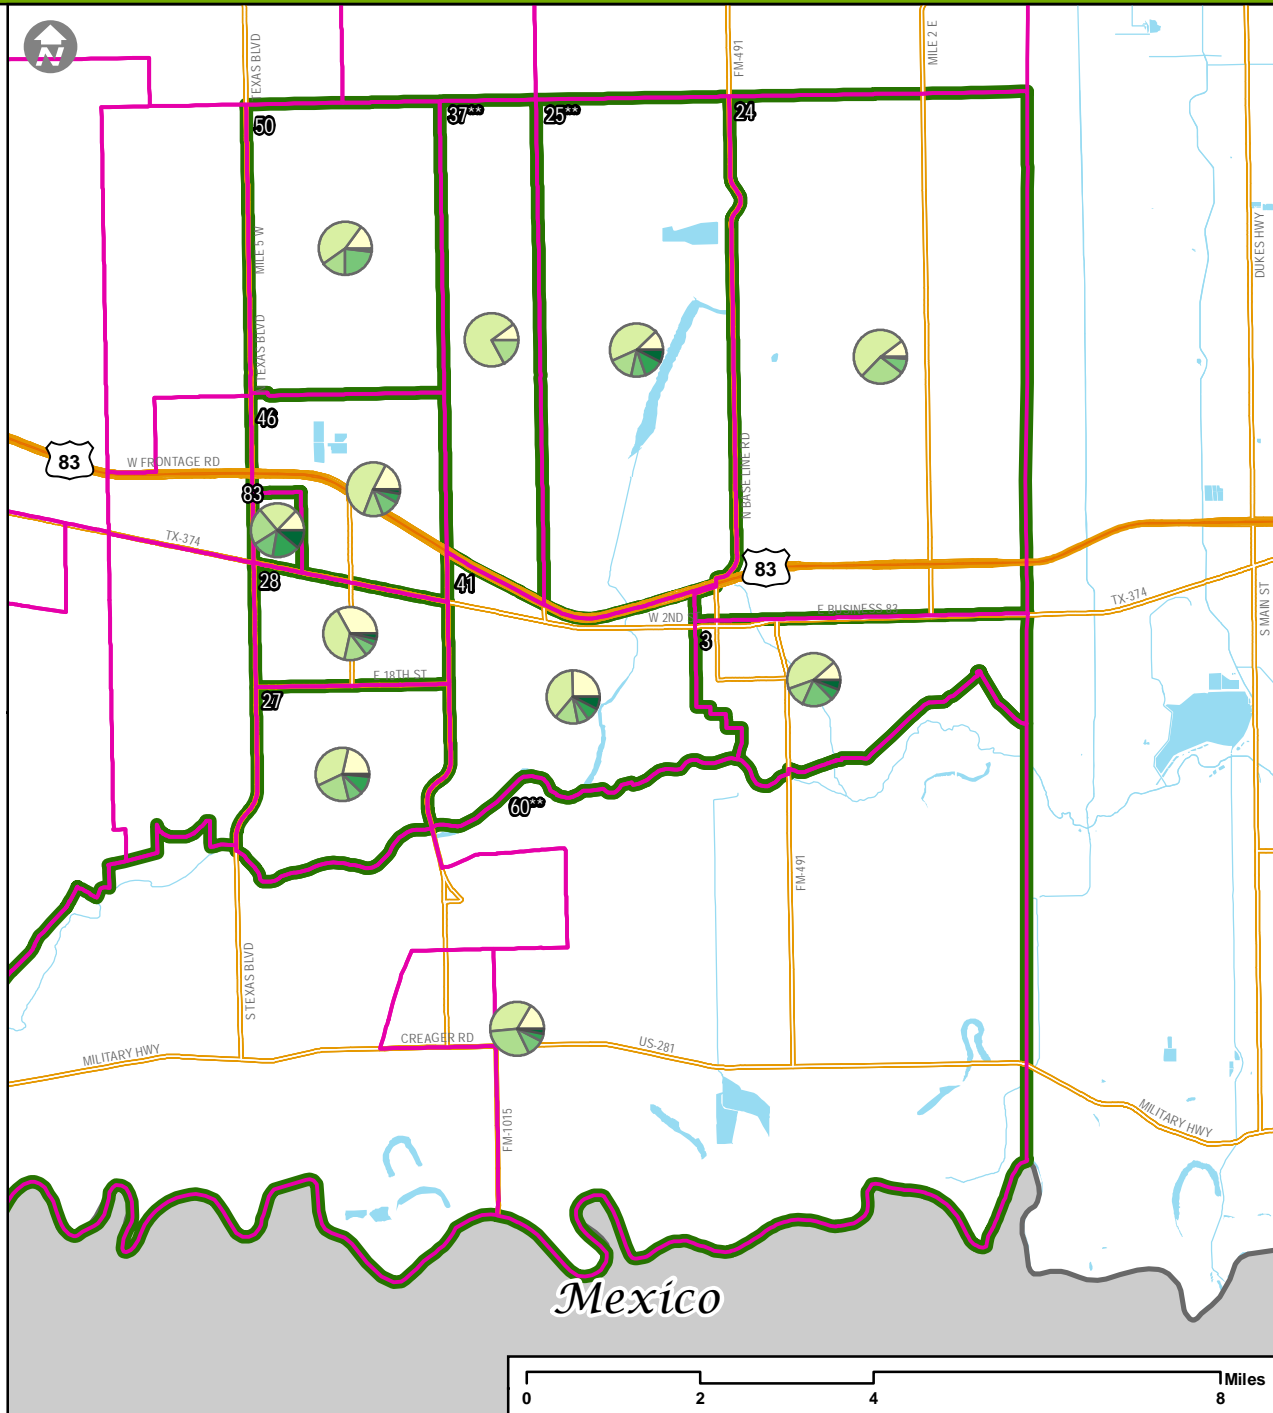 N
TEXAS BLVD
FM-491
MILE 2 E
50
37**
25**
24
MILE 5 W
DUKES HWY
TEXAS BLVD
46
N BASE LINE RD
83
W FRONTAGE RD
83
TX-374
28
41
83
E BUSINESS 83
TX-374
W 2ND
3
S MAIN ST
E 18TH ST
27
60**
FM-491
S TEXAS BLVD
CREAGER RD
US-281
MILITARY HWY
FM-1015
MILITARY HWY
Mexico
Miles
0 2 4 8